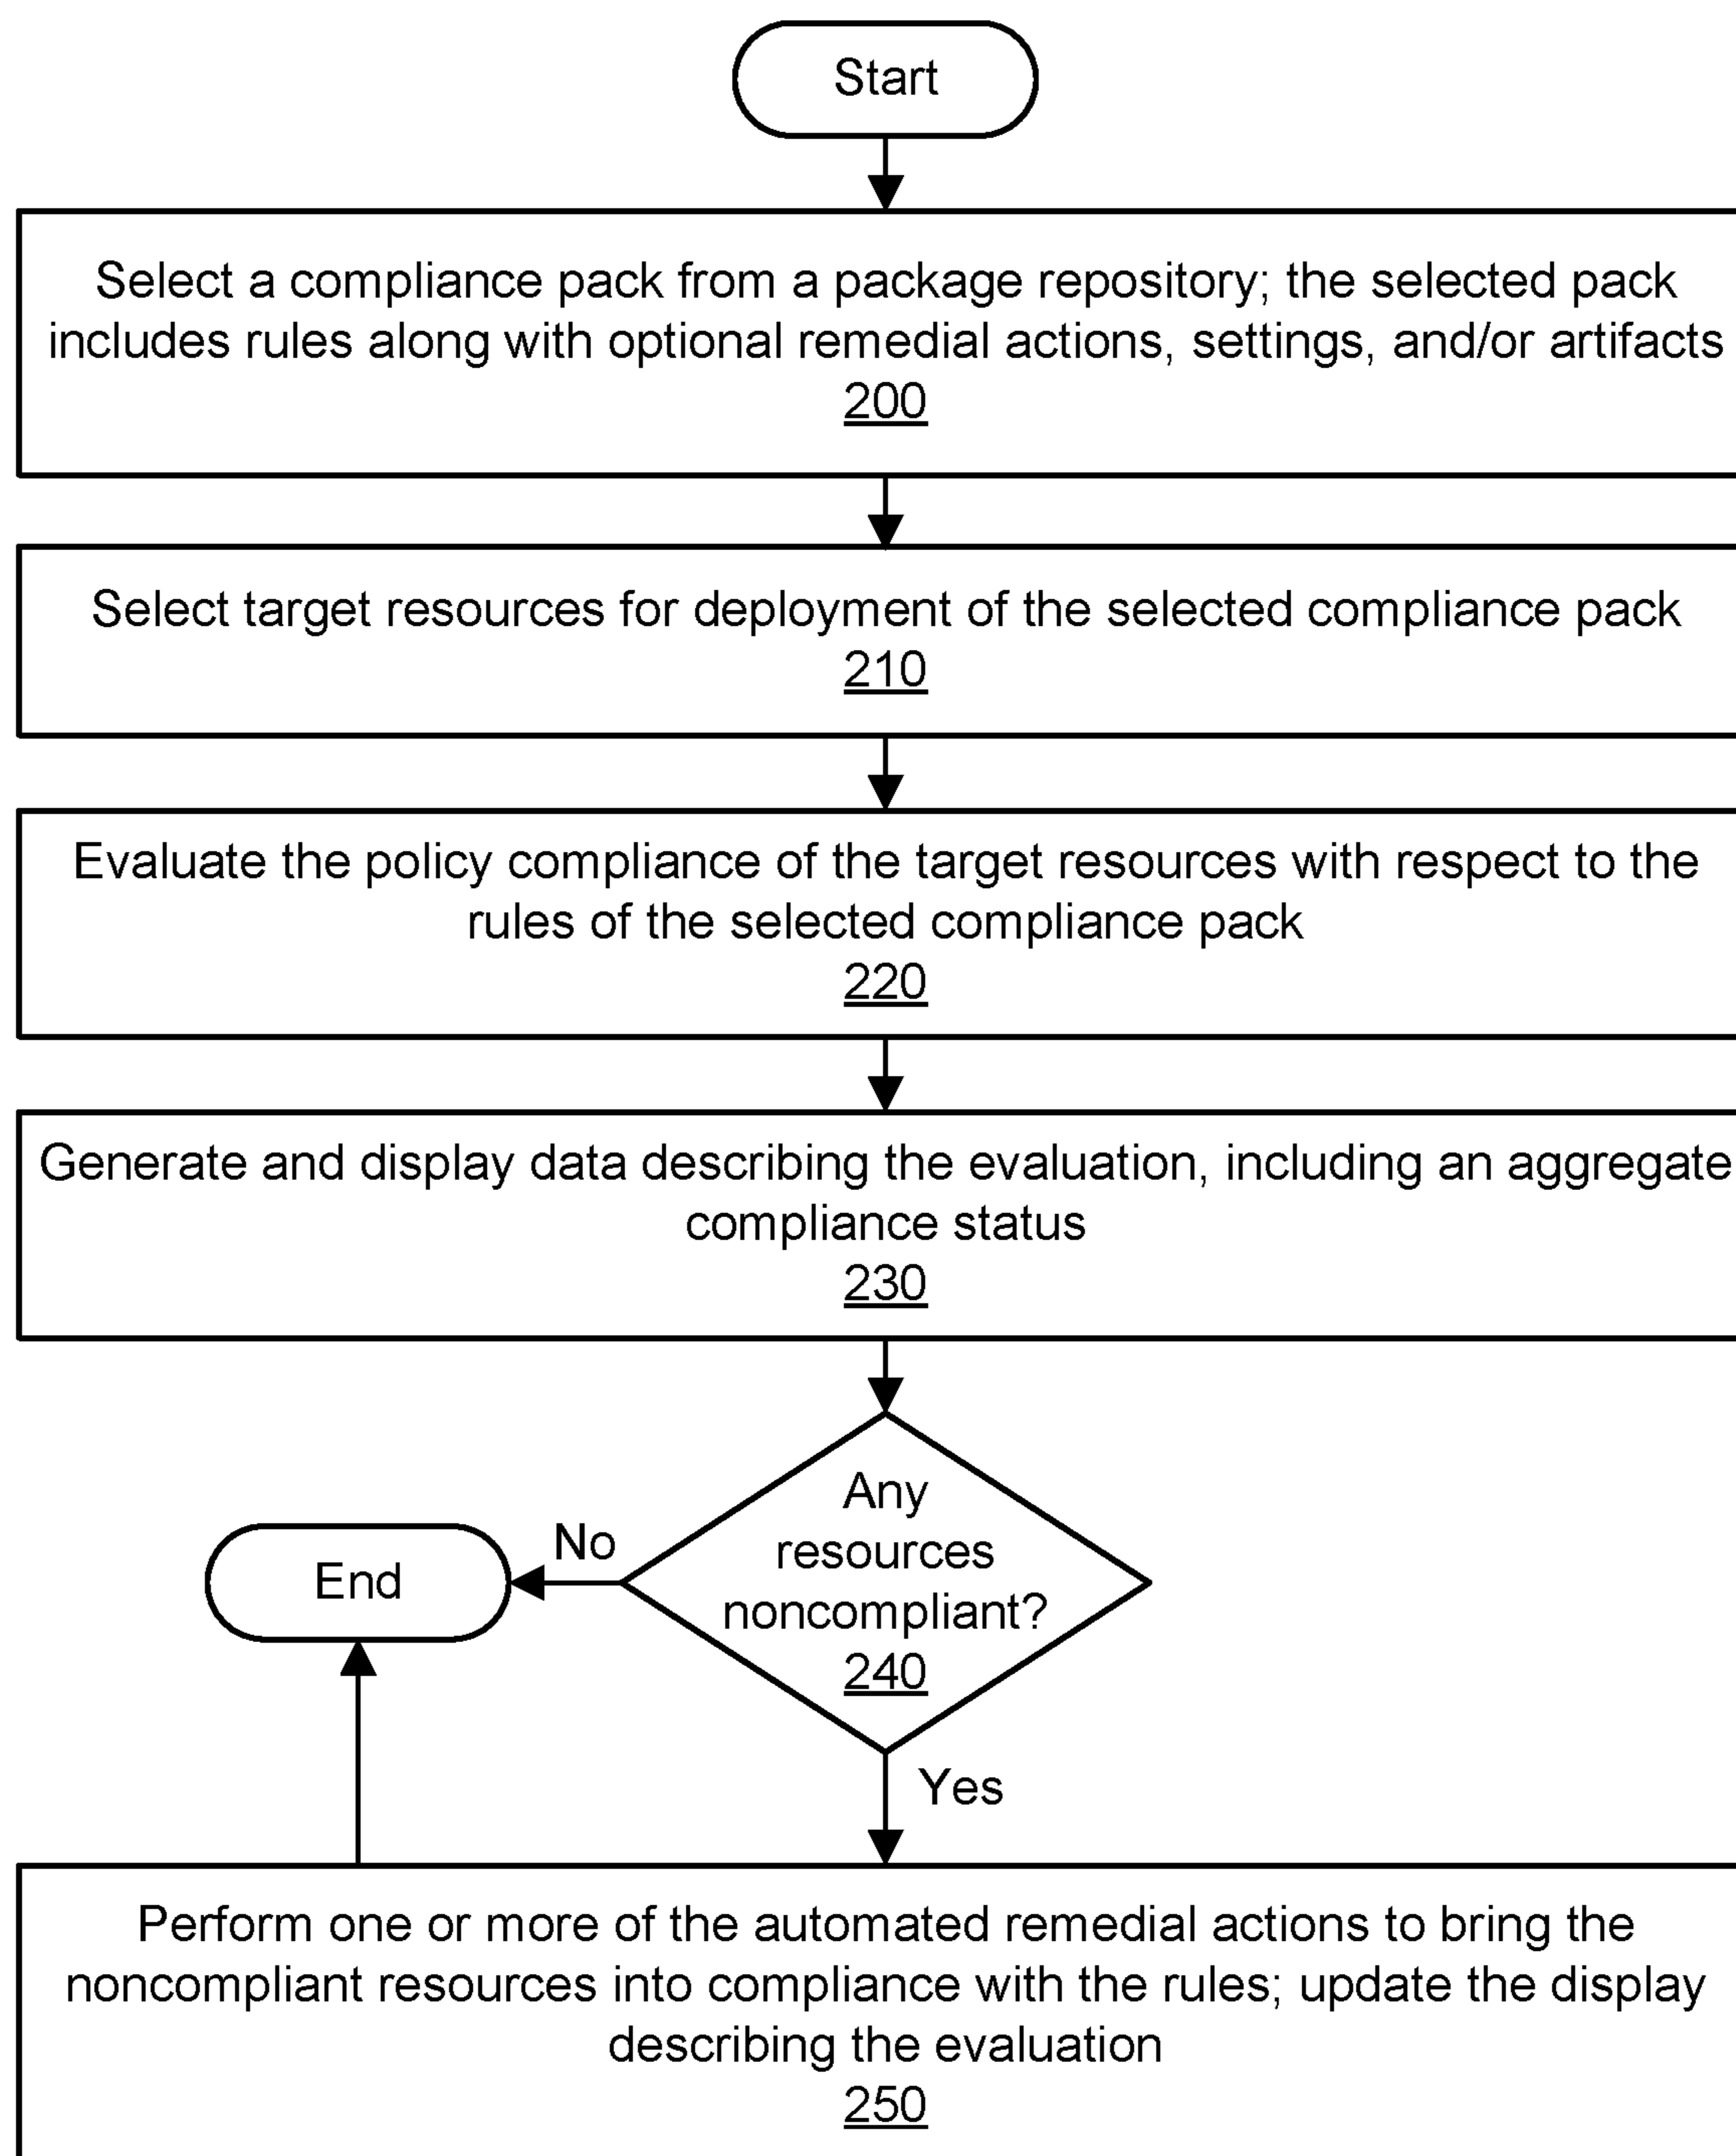 Start
Select a compliance pack from a package repository; the selected pack
includes rules along with optional remedial actions, settings, and/or artifacts
200
Select target resources for deployment of the selected compliance pack
210
Evaluate the policy compliance of the target resources with respect to the
rules of the selected compliance pack
220
Generate and display data describing the evaluation, including an aggregate
compliance status
230
Any
resources
noncompliant?
240
No
End
Yes
Perform one or more of the automated remedial actions to bring the
noncompliant resources into compliance with the rules; update the display
describing the evaluation
250